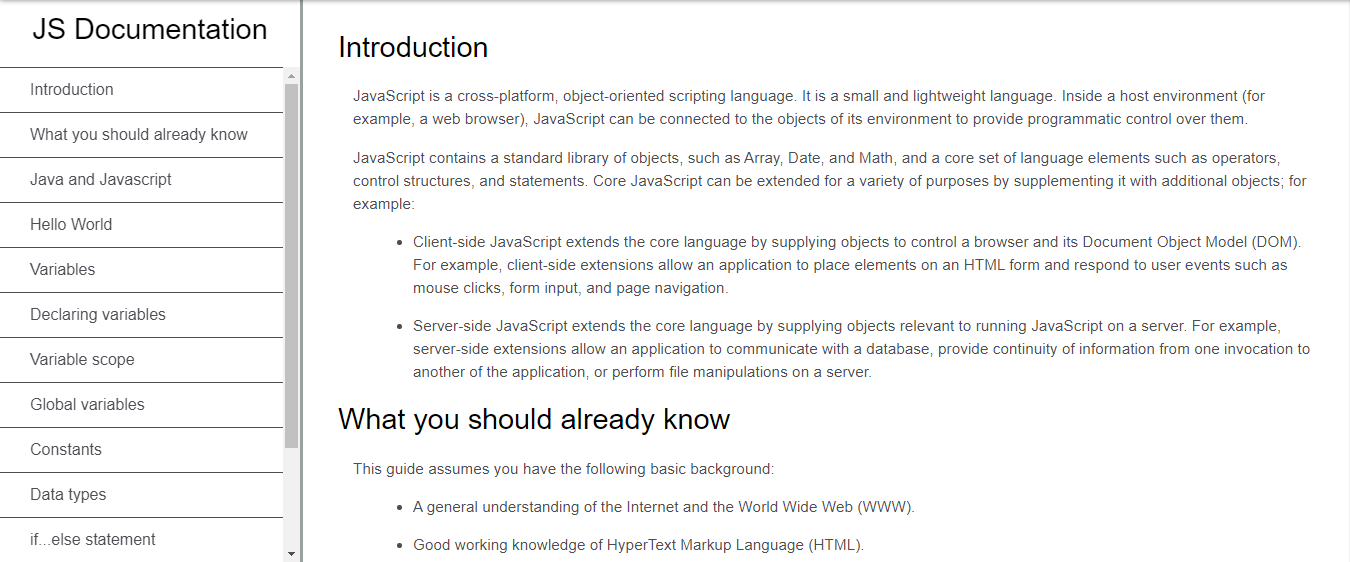 JS Documentation
Introduction
What you should already know
Java and Javascript
Hello World
Variables
Declaring variables
Variable scope
Global variables
Constants
Data types
if...else statement
Introduction
JavaScript is a cross-platform, object-oriented scripting language. It is a small and lightweight language. Inside a host environment (for
example, a web browser), JavaScript can be connected to the objects of its environment to provide programmatic control over them.
JavaScript contains a standard library of objects, such as Array, Date, and Math, and a core set of language elements such as operators,
control structures, and statements. Core JavaScript can be extended for a variety of purposes by supplementing it with additional objects; for
example:
• Client-side JavaScript extends the core language by supplying objects to control a browser and its Document Object Model (DOM).
For example, client-side extensions allow an application to place elements on an HTML form and respond to user events such as
mouse clicks, form input, and page navigation.
• Server-side JavaScript extends the core language by supplying objects relevant to running JavaScript on a server. For example,
server-side extensions allow an application to communicate with a database, provide continuity of information from one invocation to
another of the application, or perform file manipulations on a server.
What you should already know
This guide assumes you have the following basic background:
• A general understanding of the Internet and the World Wide Web (WWW).
• Good working knowledge of HyperText Markup Language (HTML).